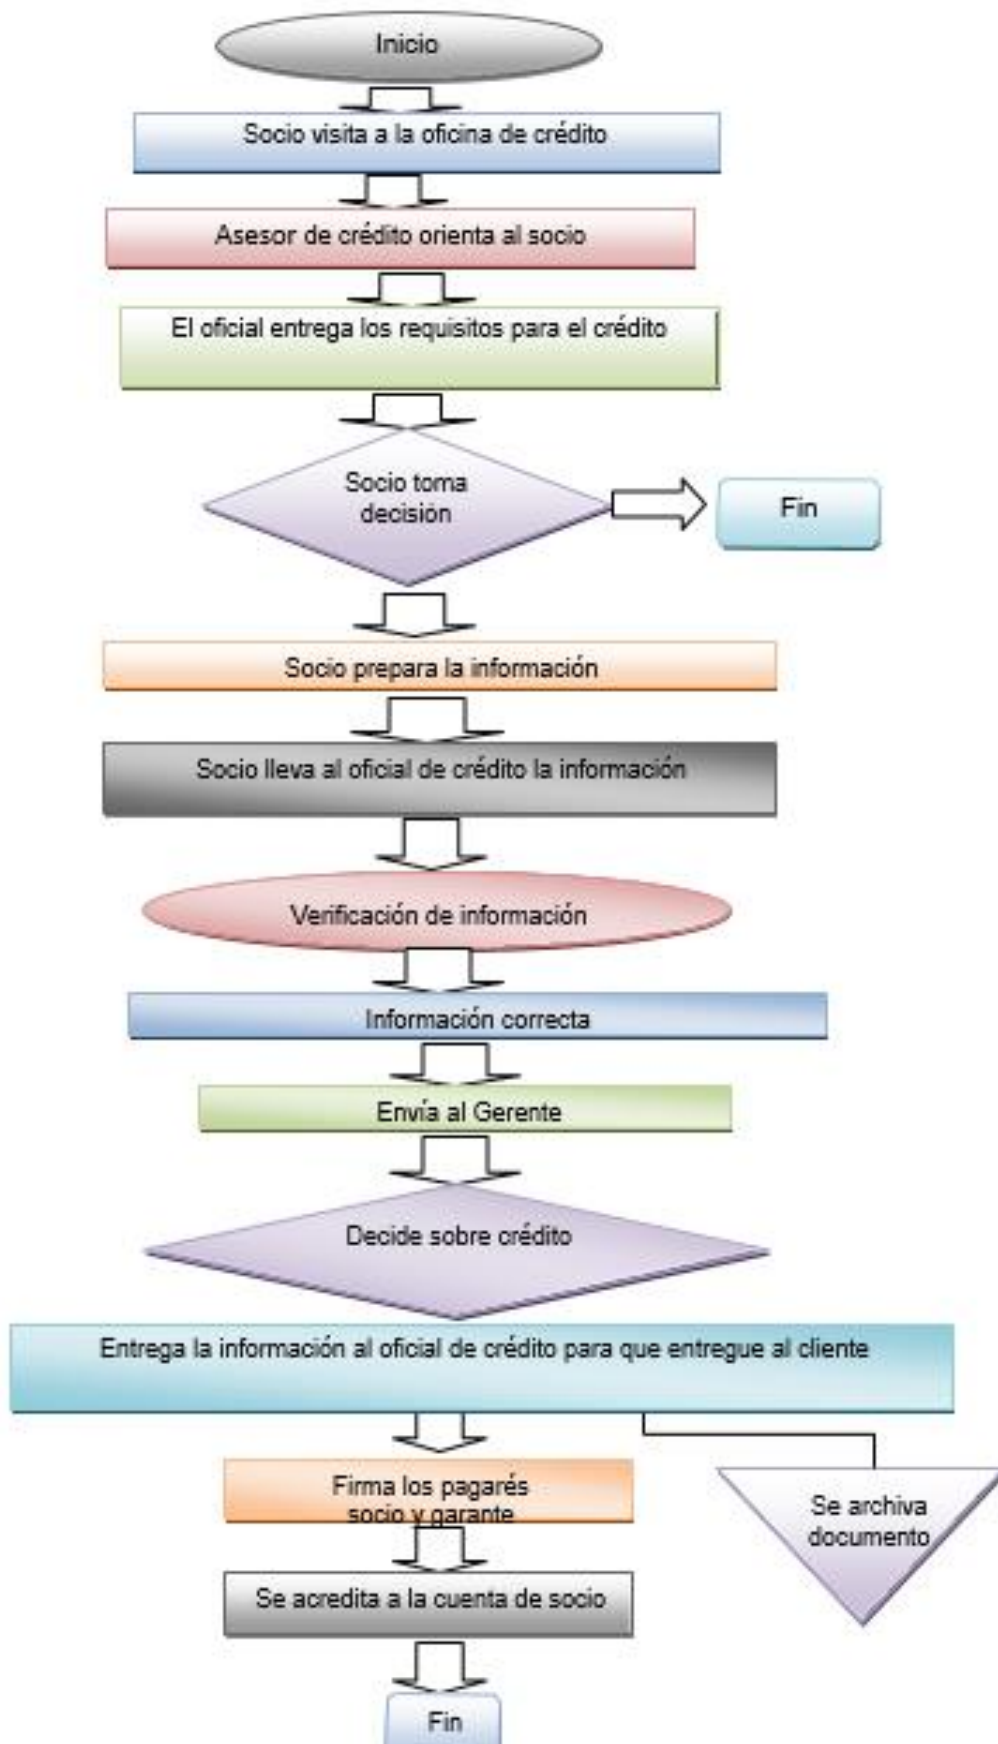 Inicio
Socio visita a la oficina de crédito
Asesor de crédito orienta al socio
El oficial entrega los requisitos para el crédito
Socio toma
decisión
Fin
Socio prepara la información
Socio lleva al oficial de crédito la información
Verificación de información
Información correcta
Envía al Gerente
Decide sobre crédito
Entrega la información al oficial de crédito para que entregue al cliente
Firma los pagarés
socio y garante
Se archiva
documento
Se acredita a la cuenta de socio
Fin